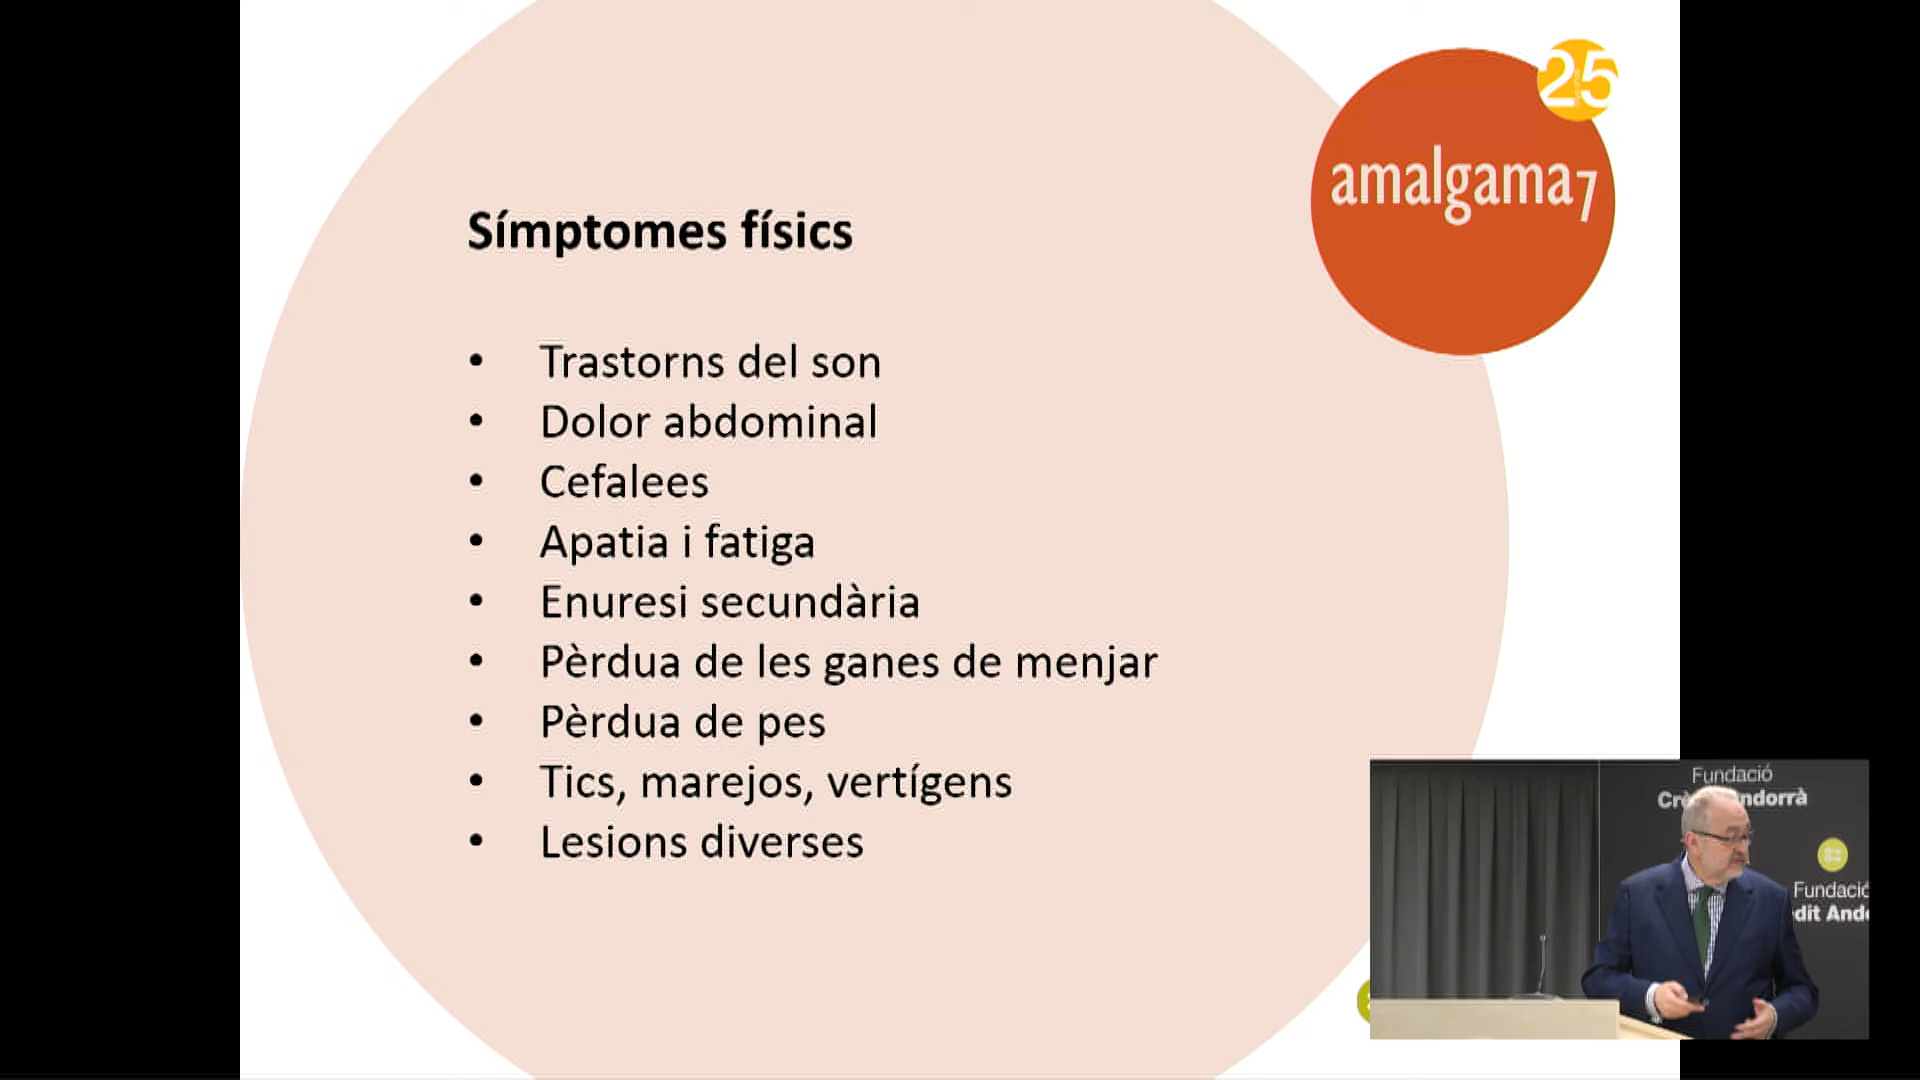 25
amalgama7
Símptomes físics
• Trastorns del son
• Dolor abdominal
• Cefalees
• Apatia i fatiga
• Enuresi secundària
• Pèrdua de les ganes de menjar
• Pèrdua de pes
• Tics, marejos, vertígens
• Lesions diverses
Fundació
Andorrà
Fundació